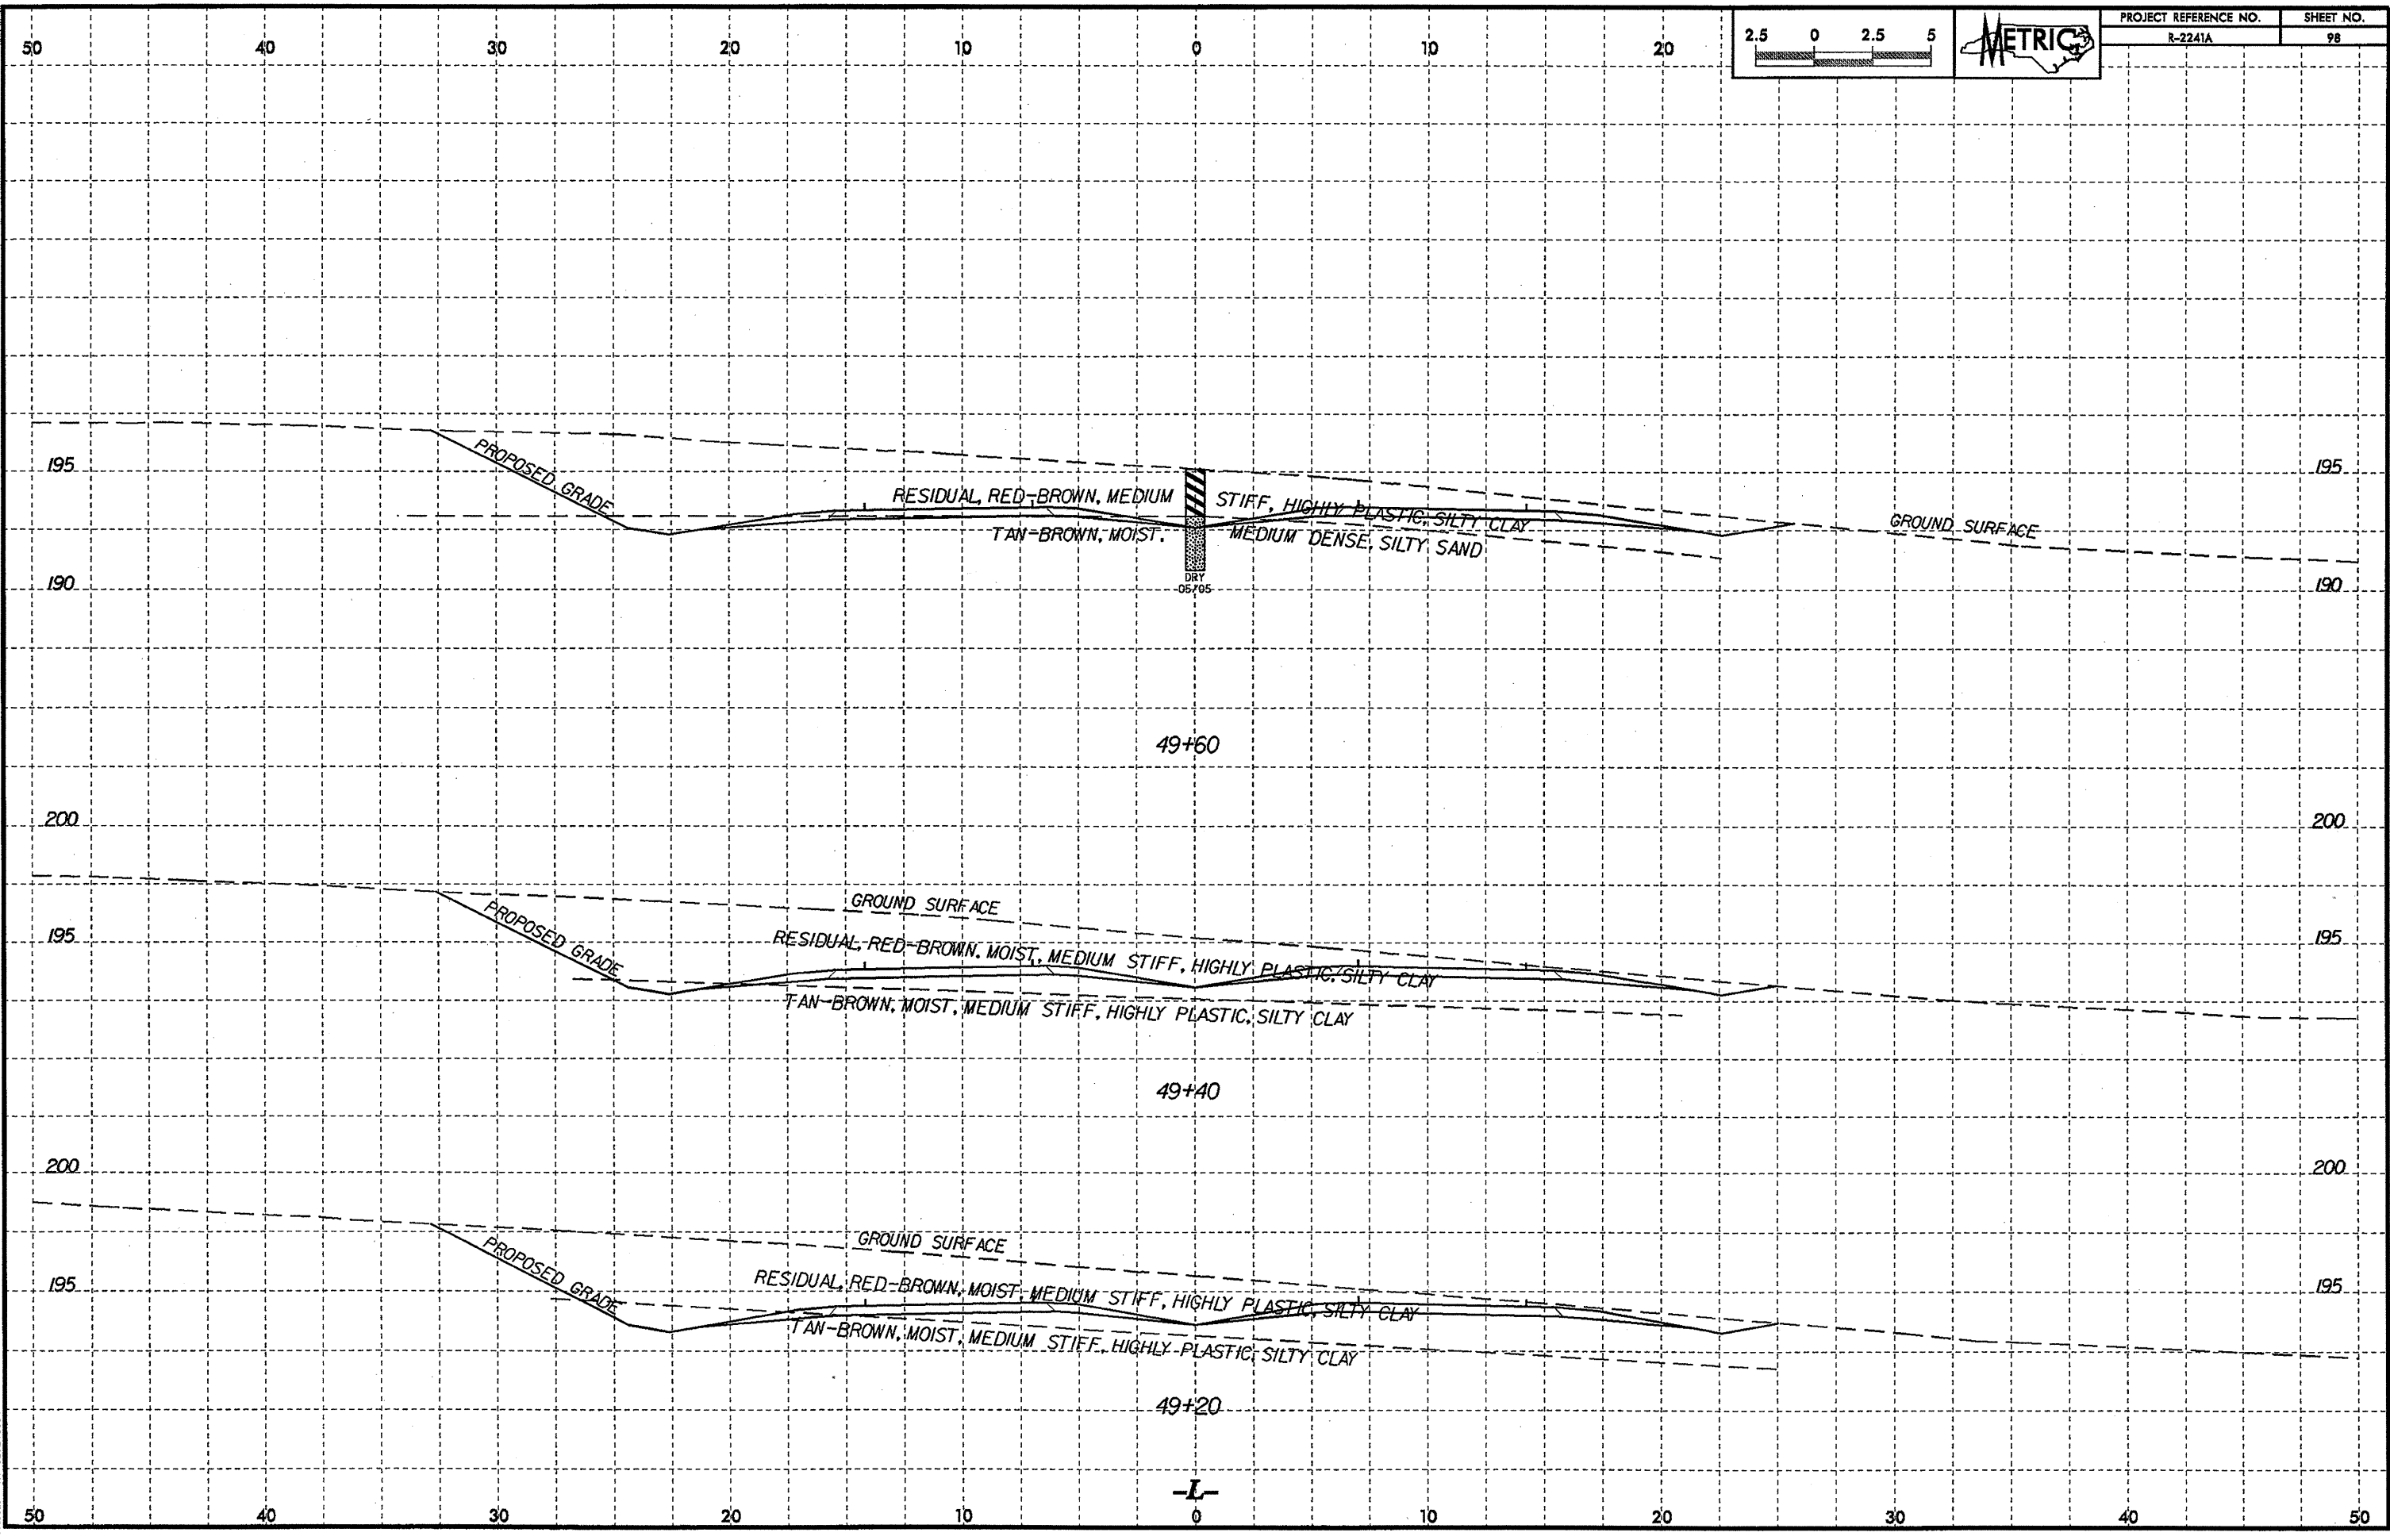 PROJECT REFERENCE NO. SHEET NO.
R-2241A 98
METRIC
2.5 0 2.5 5
50 40 30 20 10 0 10 20
PROPOSED GRADE
195 195
RESIDUAL, RED-BROWN, MEDIUM STIFF, HIGHLY PLASTIC, SILTY CLAY
GROUND SURFACE
TAN-BROWN, MOIST. MEDIUM DENSE, SILTY SAND
190 190
DRY
05/05
49+60
200 200
GROUND SURFACE
PROPOSED GRADE
195 195
RESIDUAL, RED-BROWN, MOIST, MEDIUM STIFF, HIGHLY PLASTIC, SILTY CLAY
TAN-BROWN, MOIST, MEDIUM STIFF, HIGHLY PLASTIC, SILTY CLAY
49+40
200 200
GROUND SURFACE
PROPOSED GRADE
195 195
RESIDUAL, RED-BROWN, MOIST, MEDIUM STIFF, HIGHLY PLASTIC, SILTY CLAY
TAN-BROWN, MOIST, MEDIUM STIFF, HIGHLY PLASTIC, SILTY CLAY
49+20
-L-
50 40 30 20 10 0 10 20 30 40 50